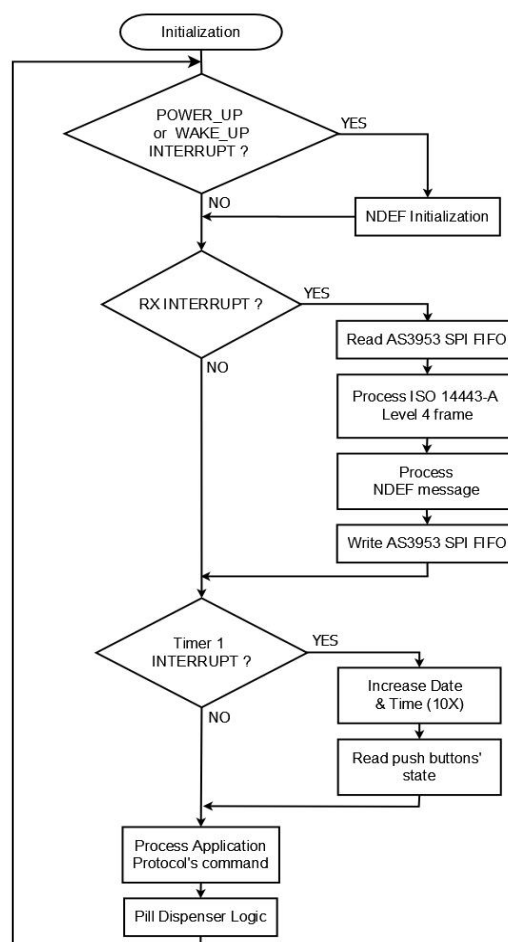 Initialization
POWER_UP
or WAKE_UP
INTERRUPT ?
YES
NO
NDEF Initialization
RX INTERRUPT ?
YES
NO
Read AS3953 SPI FIFO
Process ISO 14443-A
Level 4 frame
Process
NDEF message
Write AS3953 SPI FIFO
Timer 1
INTERRUPT ?
YES
NO
Increase Date
& Time (10X)
Read push buttons'
state
Process Application
Protocol's command
Pill Dispenser Logic